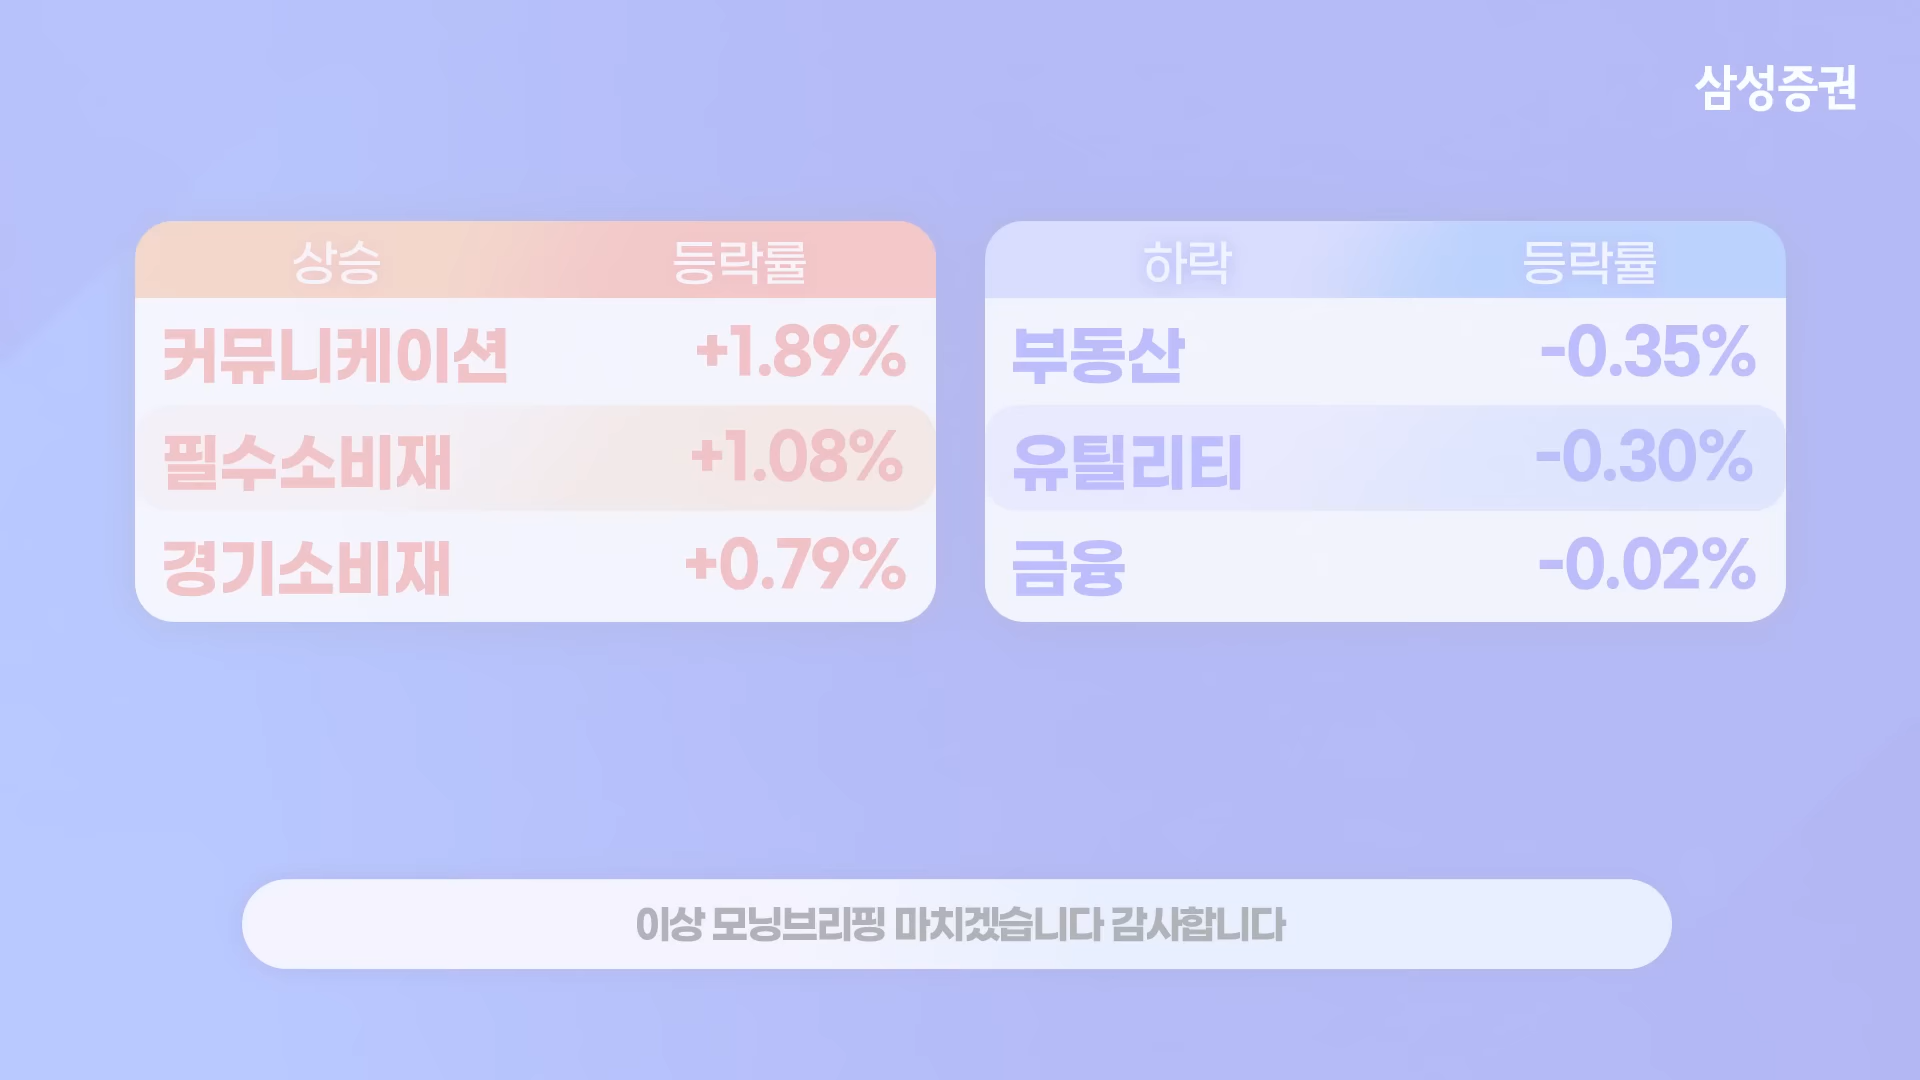 삼성증권
상승 등락률
커뮤니케이션 +1.89%
필수소비재 +1.08%
경기소비재 +0.79%
하락 등락률
부동산 -0.35%
유틸리티 -0.30%
금융 -0.02%
이상 모닝브리핑 마치겠습니다 감사합니다